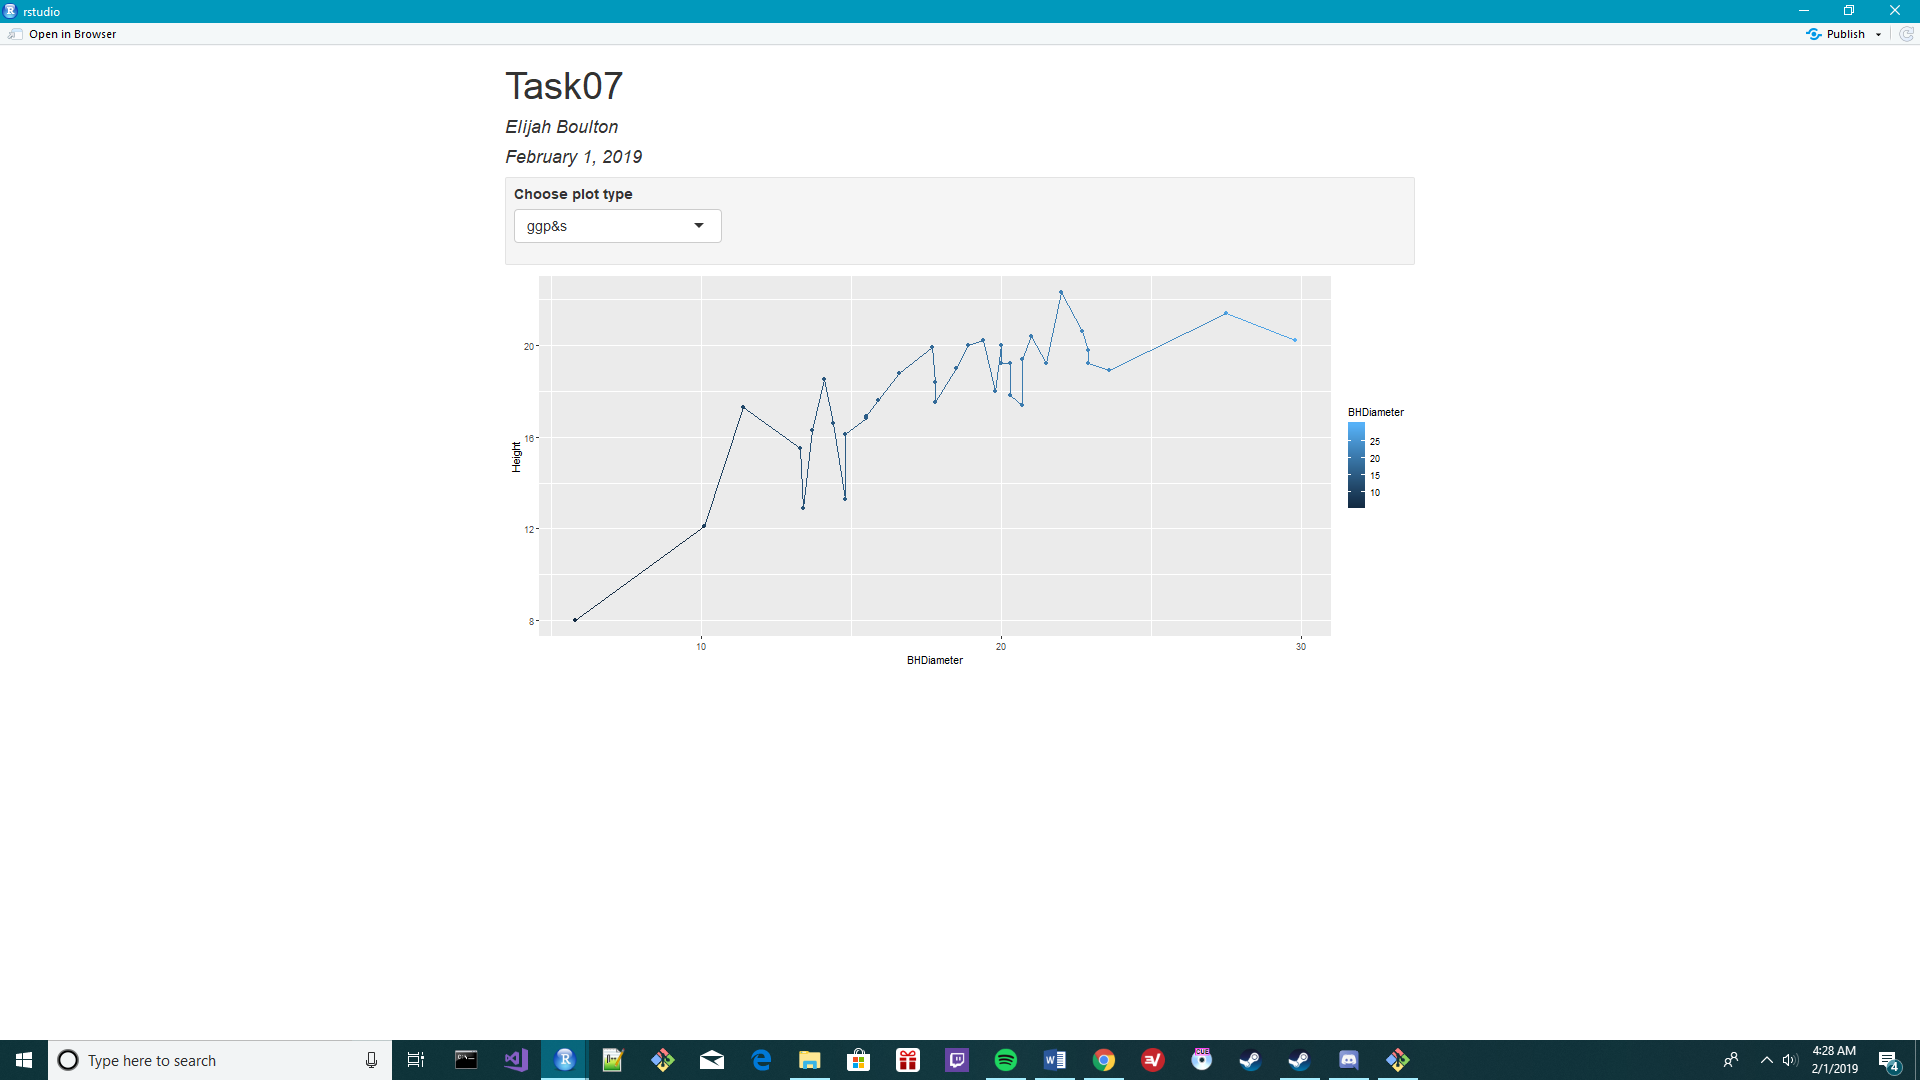 rstudio
Open in Browser
Publish
Task07
Elijah Boulton
February 1, 2019
Choose plot type
ggp&s
20
16
12
8
Height
10
20
30
BHDiameter
BHDiameter
25
20
15
10
Type here to search
4:28 AM
2/1/2019
4